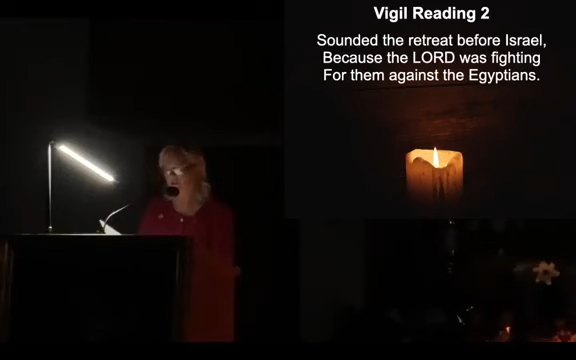 Vigil Reading 2
Sounded the retreat before Israel,
Because the LORD was fighting
For them against the Egyptians.